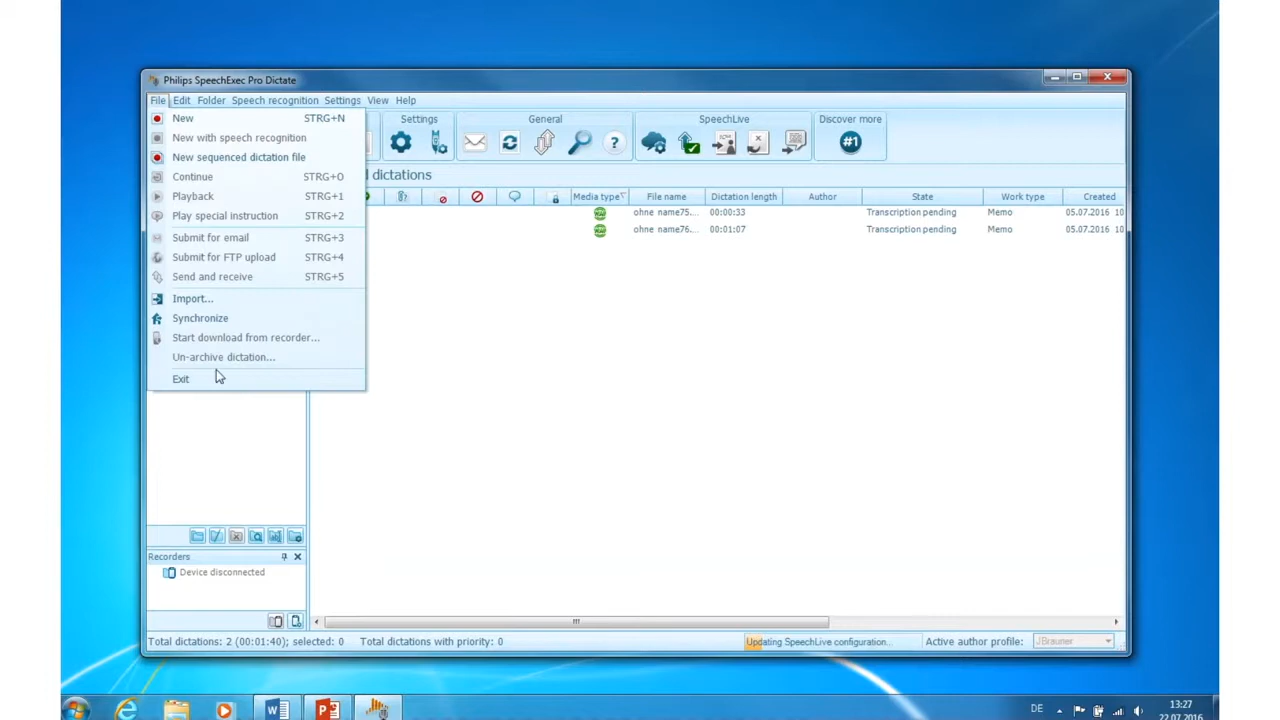 Philips SpeechExec Pro Dictate
File Edit Folder Speech recognition Settings View Help
New STRG+N
New with speech recognition
New sequenced dictation file
Continue STRG+O
Playback STRG+1
Play special instruction STRG+2
Submit for email STRG+3
Submit for FTP upload STRG+4
Send and receive STRG+5
Import...
Synchronize
Start download from recorder...
Un-archive dictation...
Exit
Settings General SpeechLive Discover more
#1
d dictations
Media type File name Dictation length Author State Work type Created
ohne name75.... 00:00:33 Transcription pending Memo 05.07.2016 10
ohne name76.... 00:01:07 Transcription pending Memo 05.07.2016 10
Recorders
Device disconnected
Total dictations: 2 (00:01:40); selected: 0 Total dictations with priority: 0 Updating SpeechLive configuration... Active author profile: JBrauner
DE 13:27
22.07.2016